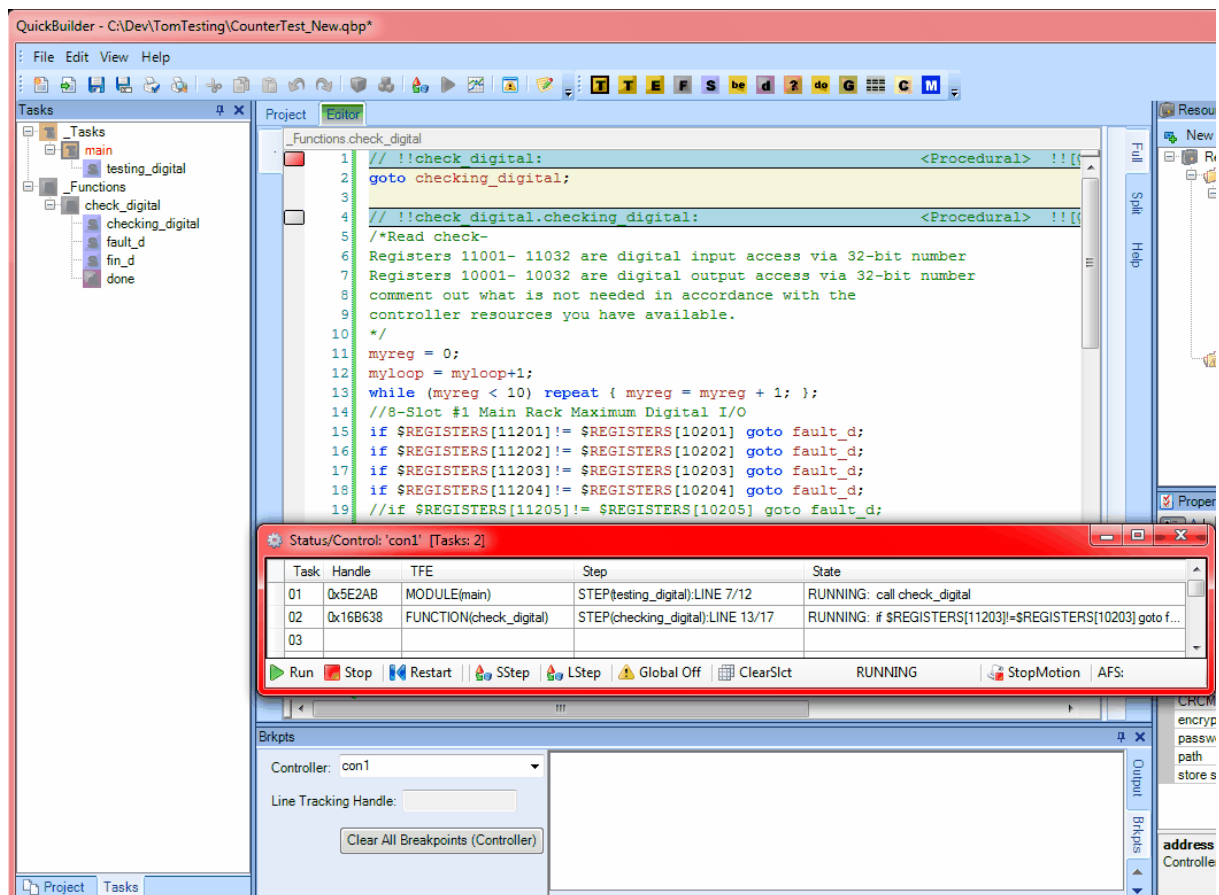 QuickBuilder - C:\Dev\TomTesting\CounterTest_New.qbp*
File Edit View Help
T T E F S be d ? do G C M
Tasks
_Tasks
main
testing_digital
_Functions
check_digital
checking_digital
fault_d
fin_d
done
Project Tasks
Project Editor
_Functions.check_digital
1 // !!check_digital: <Procedural> !![
2 goto checking_digital;
3
4 // !!check_digital.checking_digital: <Procedural> !![
5 /*Read check-
6 Registers 11001- 11032 are digital input access via 32-bit number
7 Registers 10001- 10032 are digital output access via 32-bit number
8 comment out what is not needed in accordance with the
9 controller resources you have available.
10 */
11 myreg = 0;
12 myloop = myloop+1;
13 while (myreg < 10) repeat { myreg = myreg + 1; };
14 //8-Slot #1 Main Rack Maximum Digital I/O
15 if $REGISTERS[11201]!= $REGISTERS[10201] goto fault_d;
16 if $REGISTERS[11202]!= $REGISTERS[10202] goto fault_d;
17 if $REGISTERS[11203]!= $REGISTERS[10203] goto fault_d;
18 if $REGISTERS[11204]!= $REGISTERS[10204] goto fault_d;
19 //if $REGISTERS[11205]!= $REGISTERS[10205] goto fault_d;
Full
Split
Help
Resou
New
Re
Proper
Status/Control: 'con1' [Tasks: 2]
Task Handle TFE Step State
01 0x5E2AB MODULE(main) STEP(testing_digital):LINE 7/12 RUNNING: call check_digital
02 0x16B638 FUNCTION(check_digital) STEP(checking_digital):LINE 13/17 RUNNING: if $REGISTERS[11203]!=$REGISTERS[10203] goto f...
03
Run Stop Restart SStep LStep Global Off ClearSlct RUNNING StopMotion AFS:
CRCM
encryp
passwo
path
store s
address
Controlle
Brkpts
Controller: con1
Line Tracking Handle:
Clear All Breakpoints (Controller)
Output
Brkpts